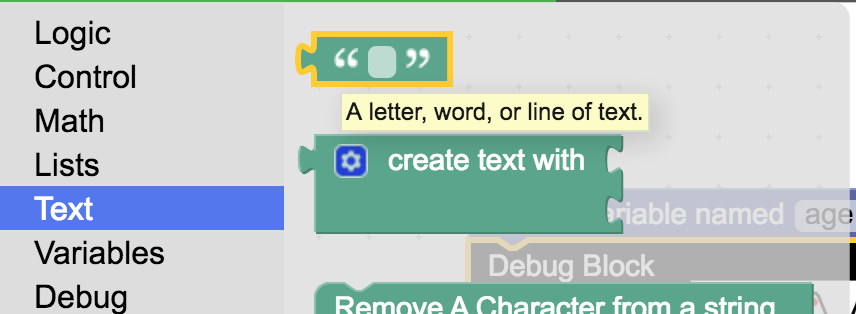 Logic
Control
Math
Lists
Text
Variables
Debug
“ ”
A letter, word, or line of text.
create text with
riable named age
Debug Block
Remove A Character from a string